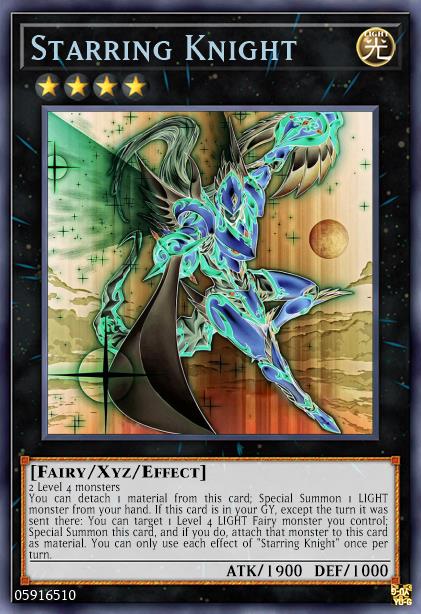 STARRING KNIGHT
LIGHT
光
[FAIRY/XYZ/EFFECT]
2 Level 4 monsters
You can detach 1 material from this card; Special Summon 1 LIGHT
monster from your hand. If this card is in your GY, except the turn it was
sent there: You can target 1 Level 4 LIGHT Fairy monster you control;
Special Summon this card, and if you do, attach that monster to this card
as material. You can only use each effect of "Starring Knight" once per
turn.
ATK/1900 DEF/1000
05916510